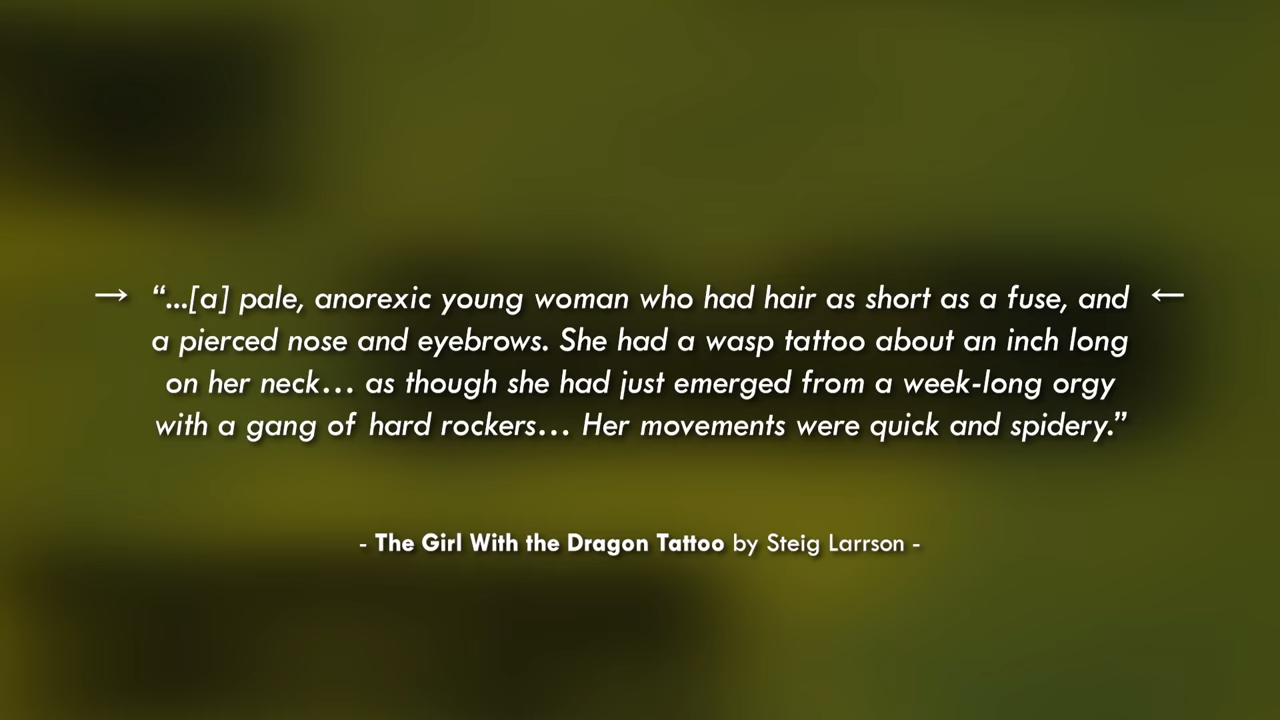 → “...[a] pale, anorexic young woman who had hair as short as a fuse, and ←
a pierced nose and eyebrows. She had a wasp tattoo about an inch long
on her neck… as though she had just emerged from a week-long orgy
with a gang of hard rockers… Her movements were quick and spidery.”
- The Girl With the Dragon Tattoo by Steig Larrson -